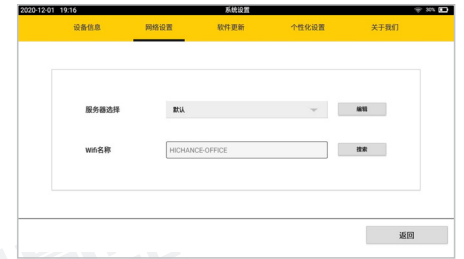 2020-12-01 19:16 系统设置 30%
设备信息 网络设置 软件更新 个性化设置 关于我们
服务器选择 默认 编辑
Wifi名称 HICHANCE-OFFICE 搜索
返回